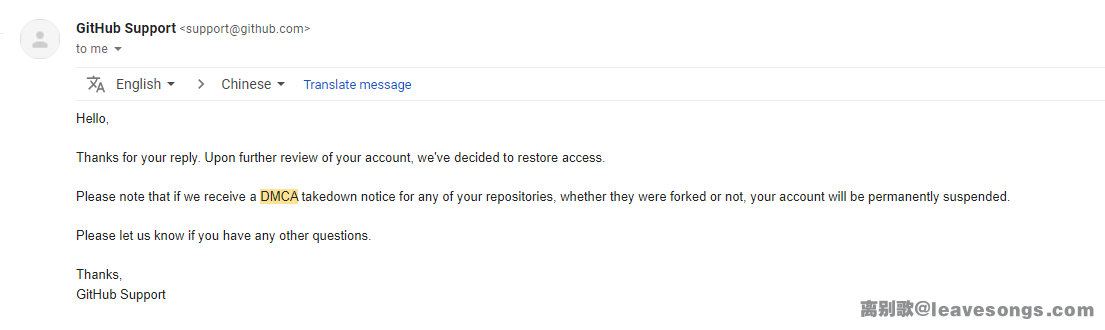 GitHub Support <support@github.com>
to me
English > Chinese Translate message
Hello,
Thanks for your reply. Upon further review of your account, we've decided to restore access.
Please note that if we receive a DMCA takedown notice for any of your repositories, whether they were forked or not, your account will be permanently suspended.
Please let us know if you have any other questions.
Thanks,
GitHub Support
离别歌@leavesongs.com